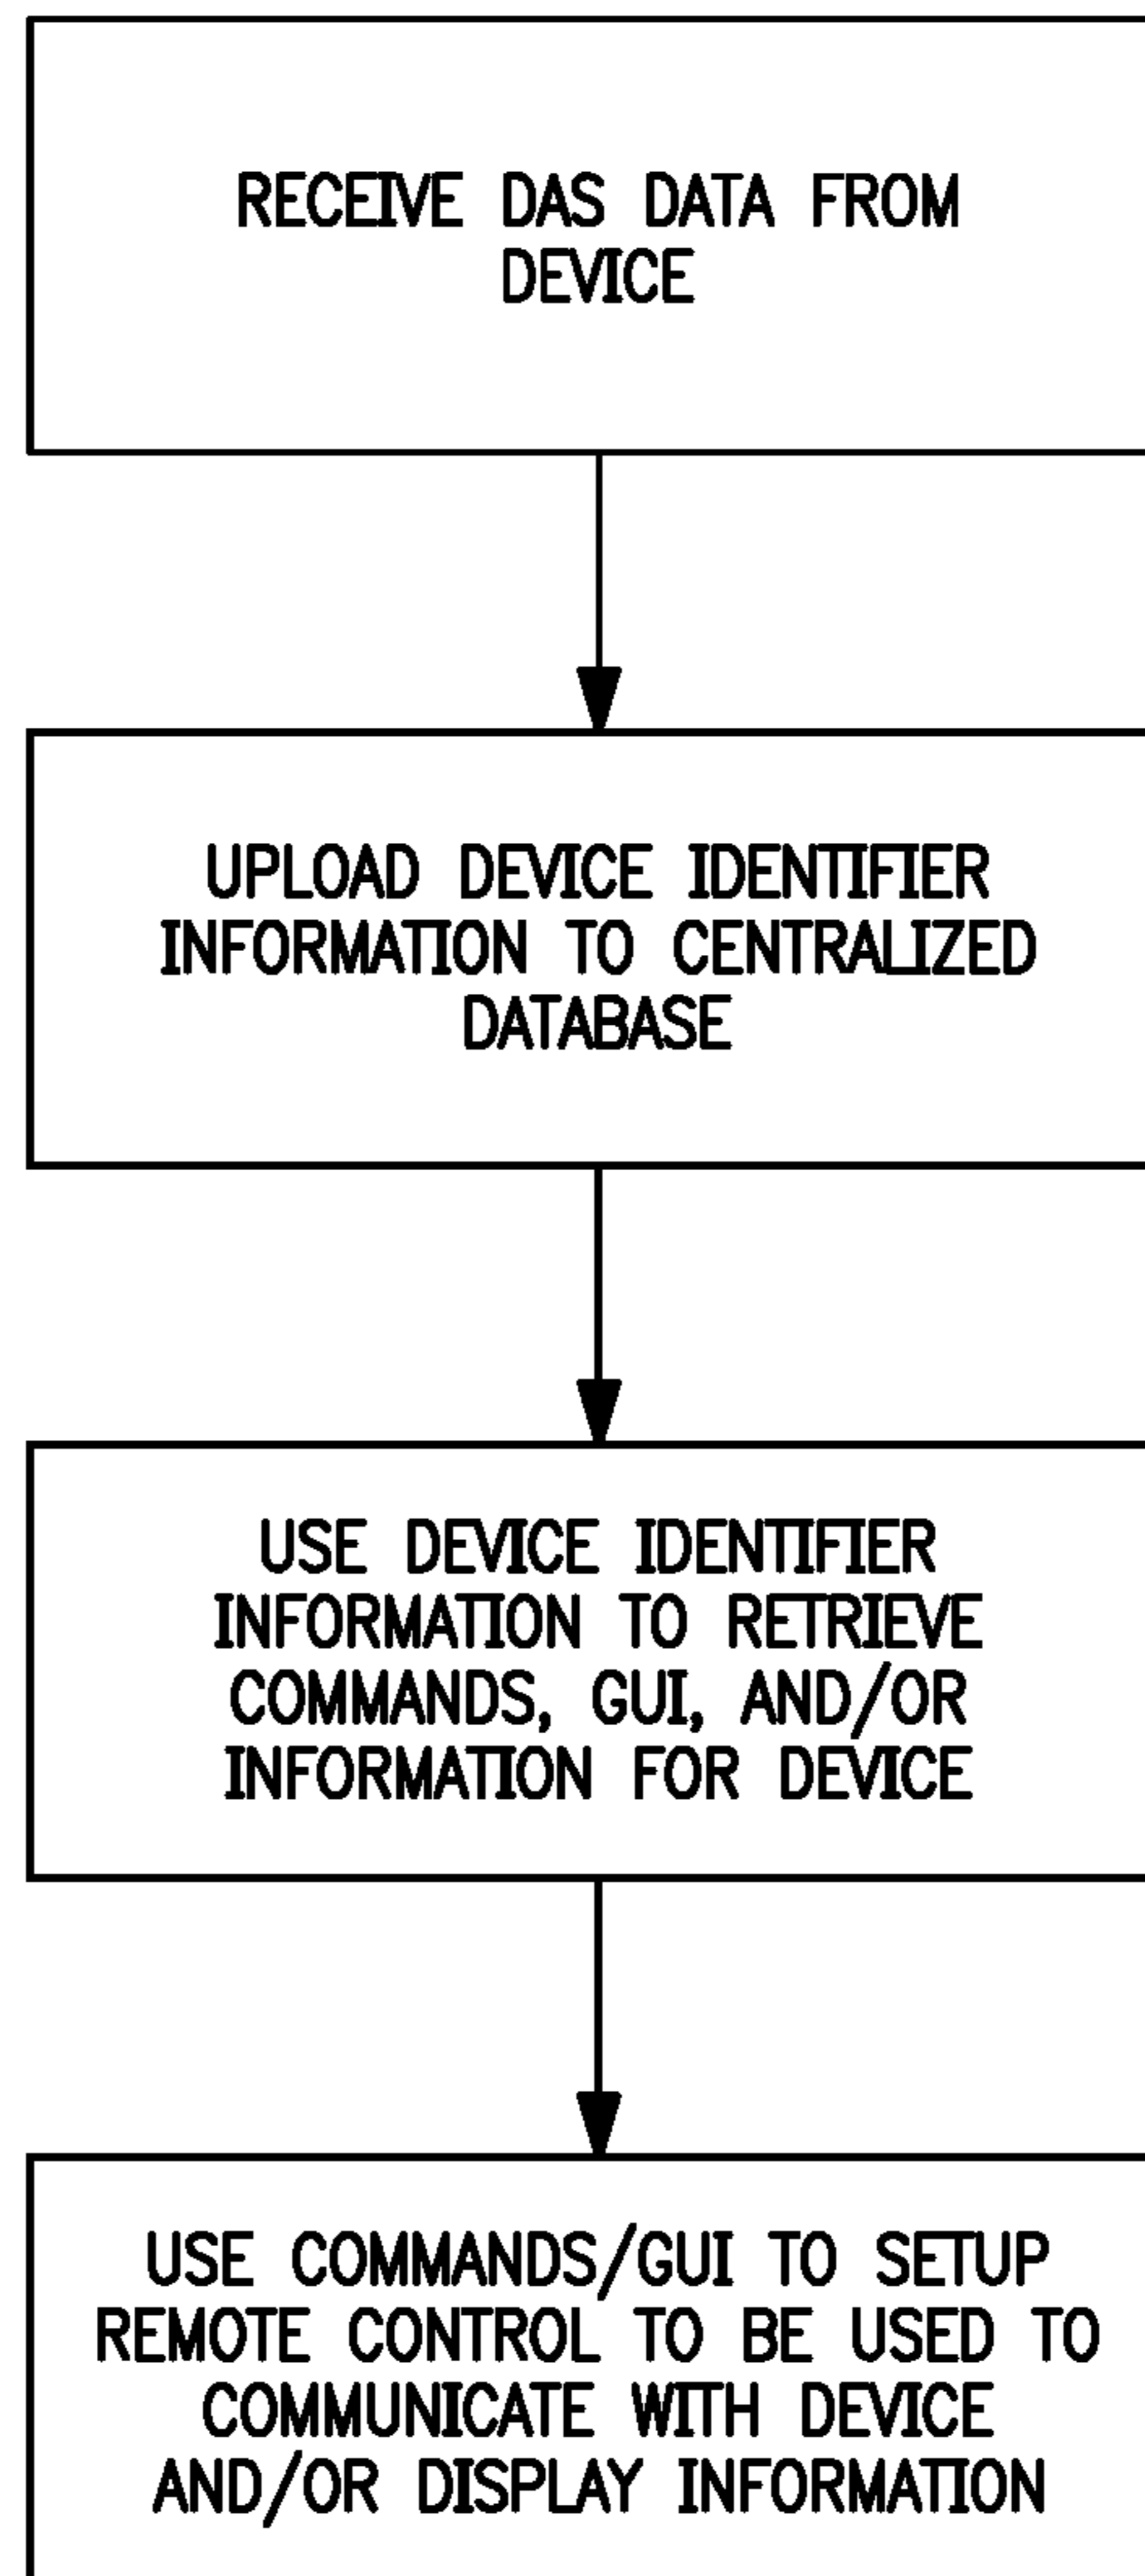 RECEIVE DAS DATA FROM
DEVICE
UPLOAD DEVICE IDENTIFIER
INFORMATION TO CENTRALIZED
DATABASE
USE DEVICE IDENTIFIER
INFORMATION TO RETRIEVE
COMMANDS, GUI, AND/OR
INFORMATION FOR DEVICE
USE COMMANDS/GUI TO SETUP
REMOTE CONTROL TO BE USED TO
COMMUNICATE WITH DEVICE
AND/OR DISPLAY INFORMATION